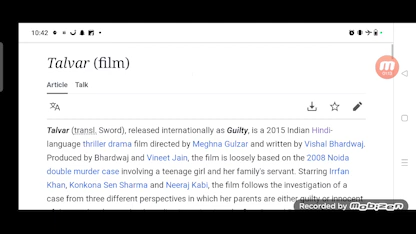 10:42
Talvar (film)
Article Talk
Talvar (transl. Sword), released internationally as Guilty, is a 2015 Indian Hindi-
language thriller drama film directed by Meghna Gulzar and written by Vishal Bhardwaj.
Produced by Bhardwaj and Vineet Jain, the film is loosely based on the 2008 Noida
double murder case involving a teenage girl and her family's servant. Starring Irrfan
Khan, Konkona Sen Sharma and Neeraj Kabi, the film follows the investigation of a
case from three different perspectives in which her parents are either guilty or innocent
Recorded by MOBIZEN